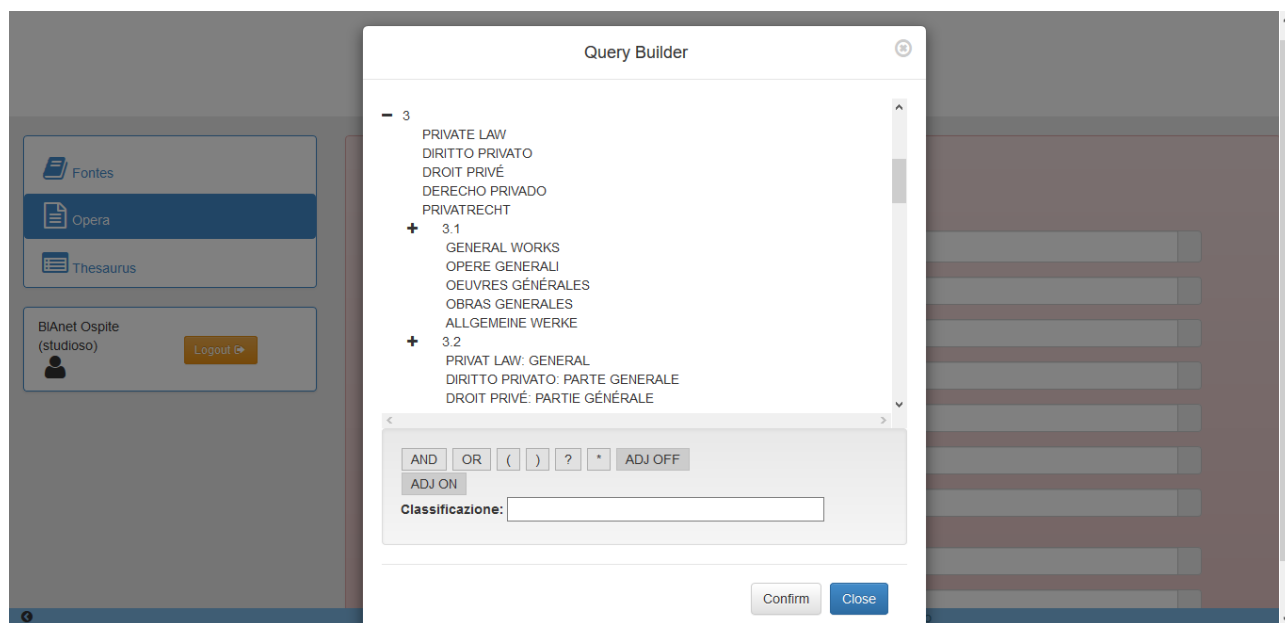 Query Builder
3
PRIVATE LAW
DIRITTO PRIVATO
DROIT PRIVÉ
DERECHO PRIVADO
PRIVATRECHT
3.1
GENERAL WORKS
OPERE GENERALI
OEUVRES GÉNÉRALES
OBRAS GENERALES
ALLGEMEINE WERKE
3.2
PRIVAT LAW: GENERAL
DIRITTO PRIVATO: PARTE GENERALE
DROIT PRIVÉ: PARTIE GÉNÉRALE
AND OR ( ) ? * ADJ OFF
ADJ ON
Classificazione:
Confirm Close
Fontes
Opera
Thesaurus
BIAnet Ospite
(studioso)
Logout